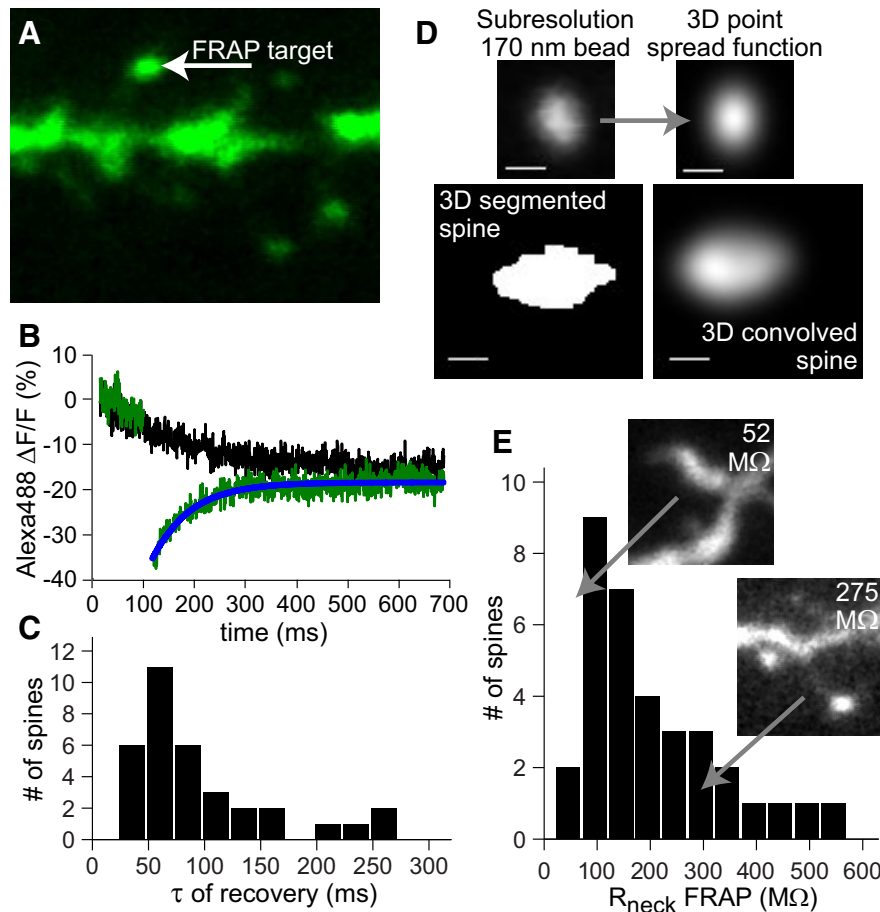 A
FRAP target
D
Subresolution
170 nm bead
3D point
spread function
3D segmented
spine
3D convolved
spine
B
Alexa488 ΔF/F (%)
10
0
-10
-20
-30
-40
0 100 200 300 400 500 600 700
time (ms)
C
# of spines
12
10
8
6
4
2
0
0 50 100 150 200 250 300
τ of recovery (ms)
E
52
MΩ
275
MΩ
# of spines
10
8
6
4
2
0
0 100 200 300 400 500 600
Rneck FRAP (MΩ)